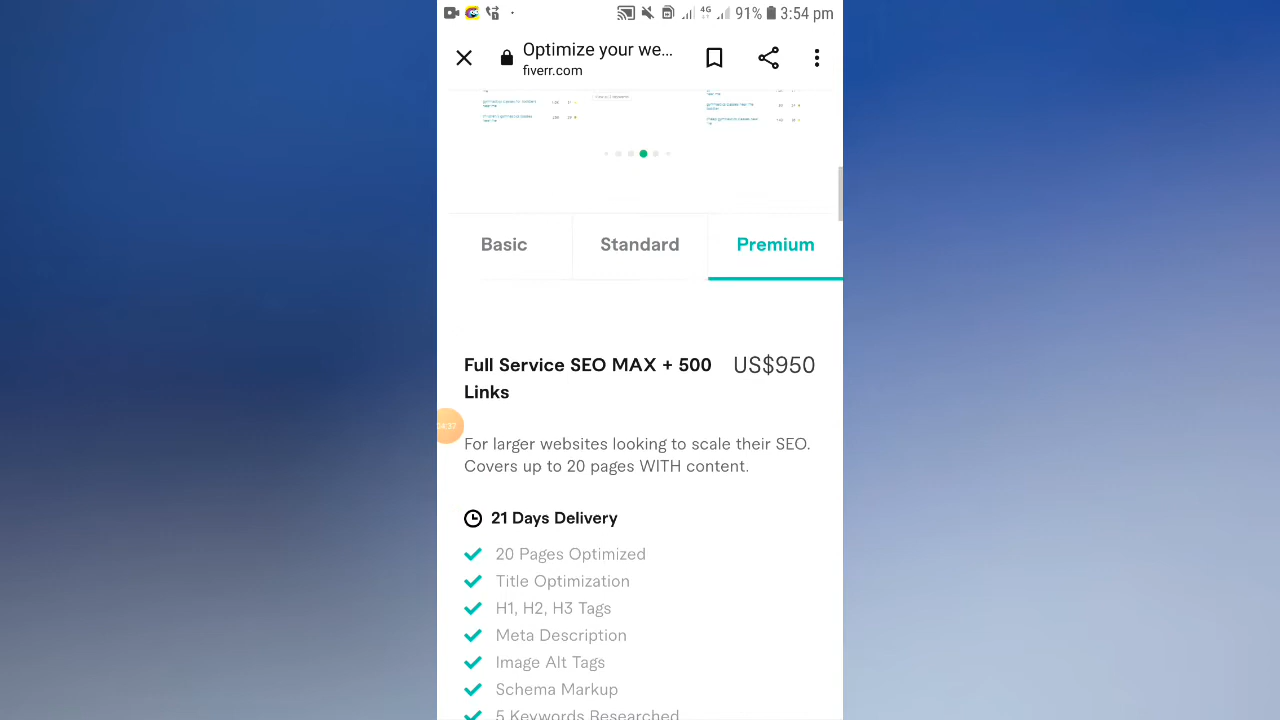 4G 91% 3:54 pm
Optimize your we...
fiverr.com
Basic Standard Premium
Full Service SEO MAX + 500 US$950
Links
04:37
For larger websites looking to scale their SEO.
Covers up to 20 pages WITH content.
21 Days Delivery
20 Pages Optimized
Title Optimization
H1, H2, H3 Tags
Meta Description
Image Alt Tags
Schema Markup
5 Keywords Researched